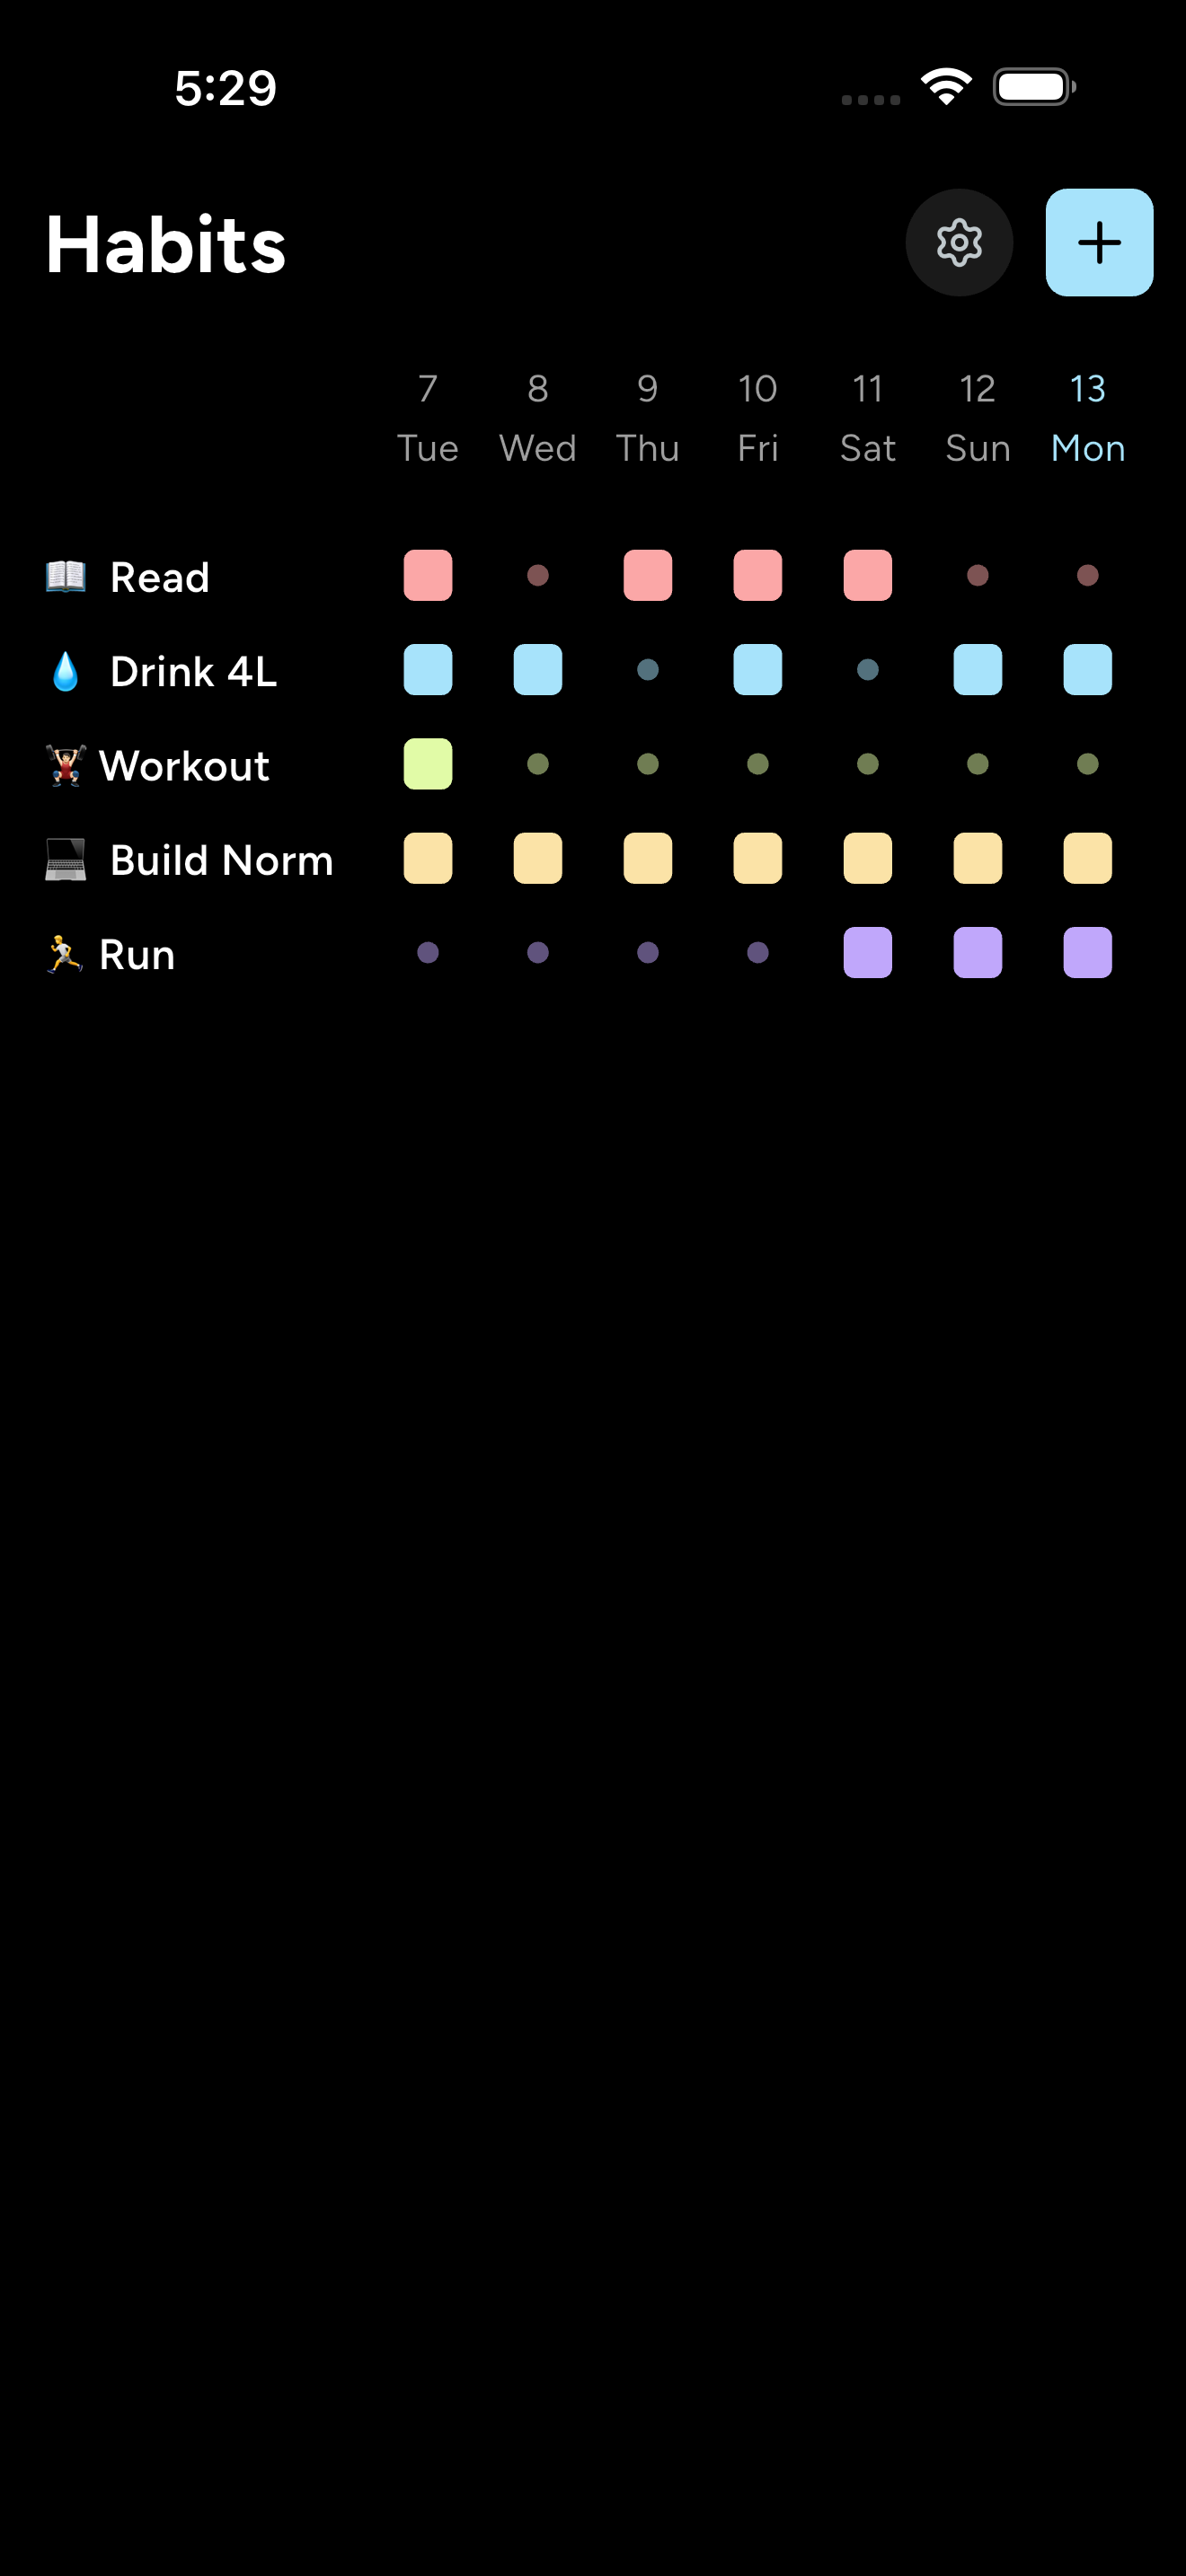 5:29
Habits
7 8 9 10 11 12 13
Tue Wed Thu Fri Sat Sun Mon
📖 Read
💧 Drink 4L
🏋🏻 Workout
💻 Build Norm
🏃 Run